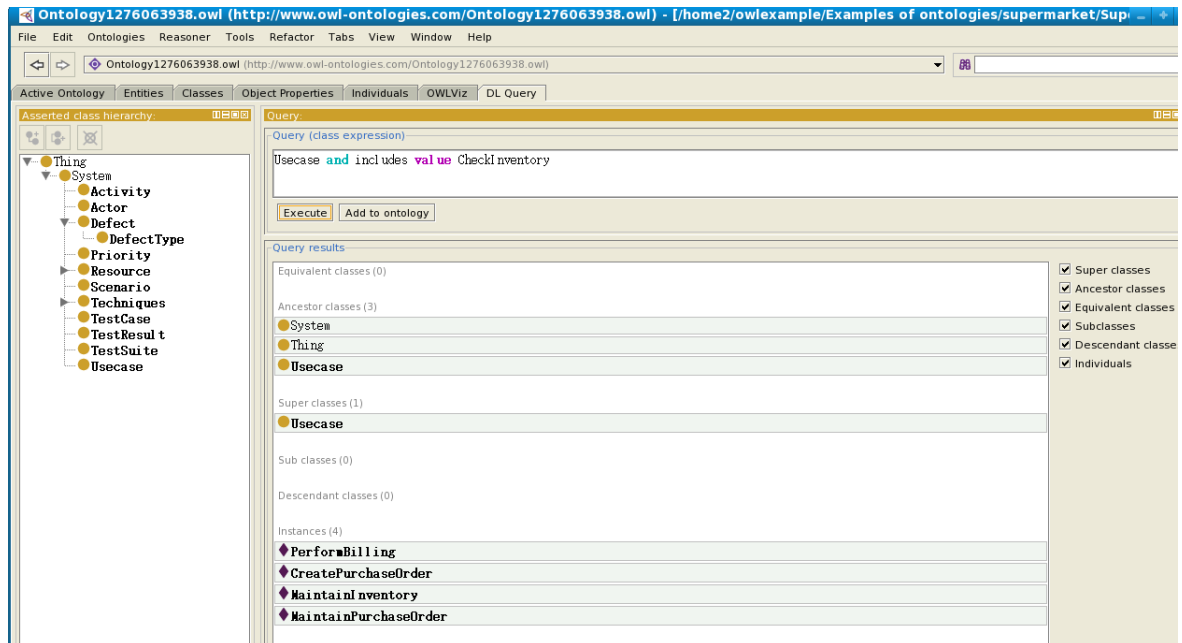 Ontology1276063938.owl (http://www.owl-ontologies.com/Ontology1276063938.owl) - [/home2/owlexample/Examples of ontologies/supermarket/Sup
File Edit Ontologies Reasoner Tools Refactor Tabs View Window Help
Ontology1276063938.owl (http://www.owl-ontologies.com/Ontology1276063938.owl)
Active Ontology Entities Classes Object Properties Individuals OWLViz DL Query
Asserted class hierarchy:
Thing
System
Activity
Actor
Defect
DefectType
Priority
Resource
Scenario
Techniques
TestCase
TestResult
TestSuite
Usecase
Query:
Query (class expression)
Usecase and includes value CheckInventory
Execute Add to ontology
Query results
Equivalent classes (0)
Ancestor classes (3)
System
Thing
Usecase
Super classes (1)
Usecase
Sub classes (0)
Descendant classes (0)
Instances (4)
PerformBilling
CreatePurchaseOrder
MaintainInventory
MaintainPurchaseOrder
Super classes
Ancestor classes
Equivalent classes
Subclasses
Descendant classe
Individuals